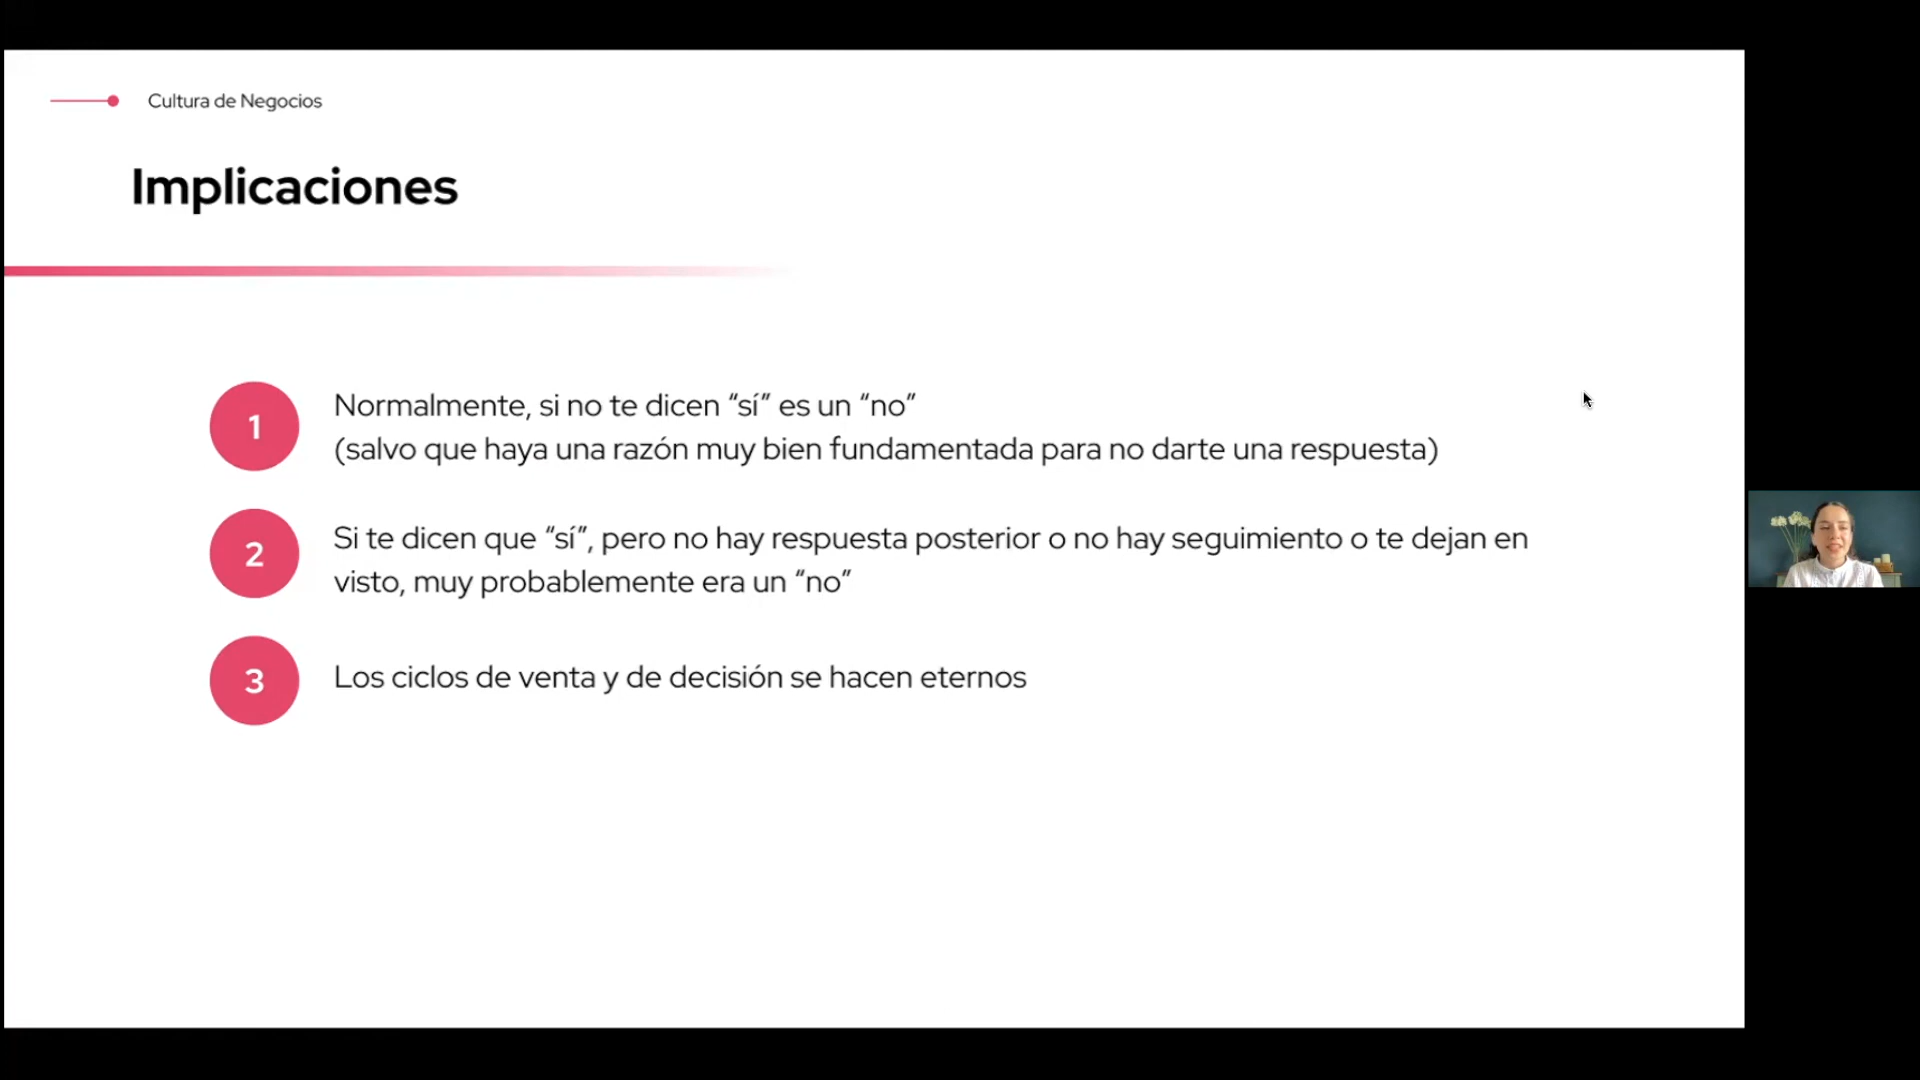 Cultura de Negocios
Implicaciones
1
Normalmente, si no te dicen “sí” es un “no”
(salvo que haya una razón muy bien fundamentada para no darte una respuesta)
2
Si te dicen que “sí”, pero no hay respuesta posterior o no hay seguimiento o te dejan en
visto, muy probablemente era un “no”
3
Los ciclos de venta y de decisión se hacen eternos